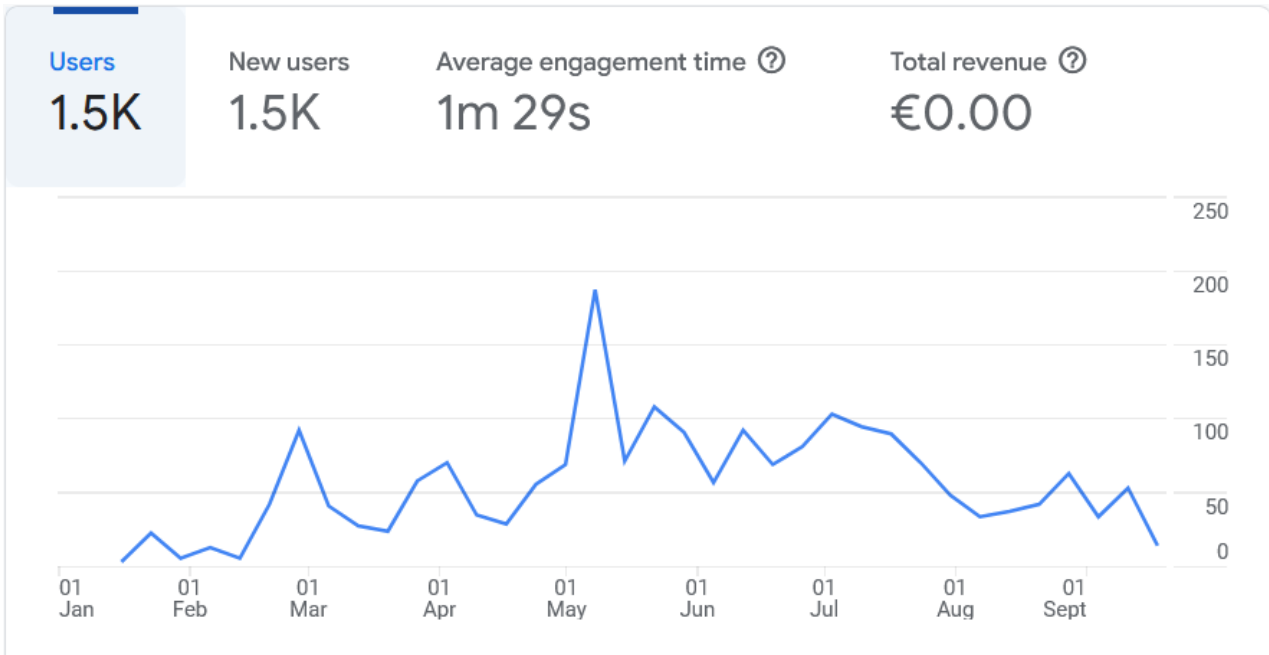 Users
1.5K
New users
1.5K
Average engagement time ?
1m 29s
Total revenue ?
€0.00
250
200
150
100
50
0
01 Jan
01 Feb
01 Mar
01 Apr
01 May
01 Jun
01 Jul
01 Aug
01 Sept